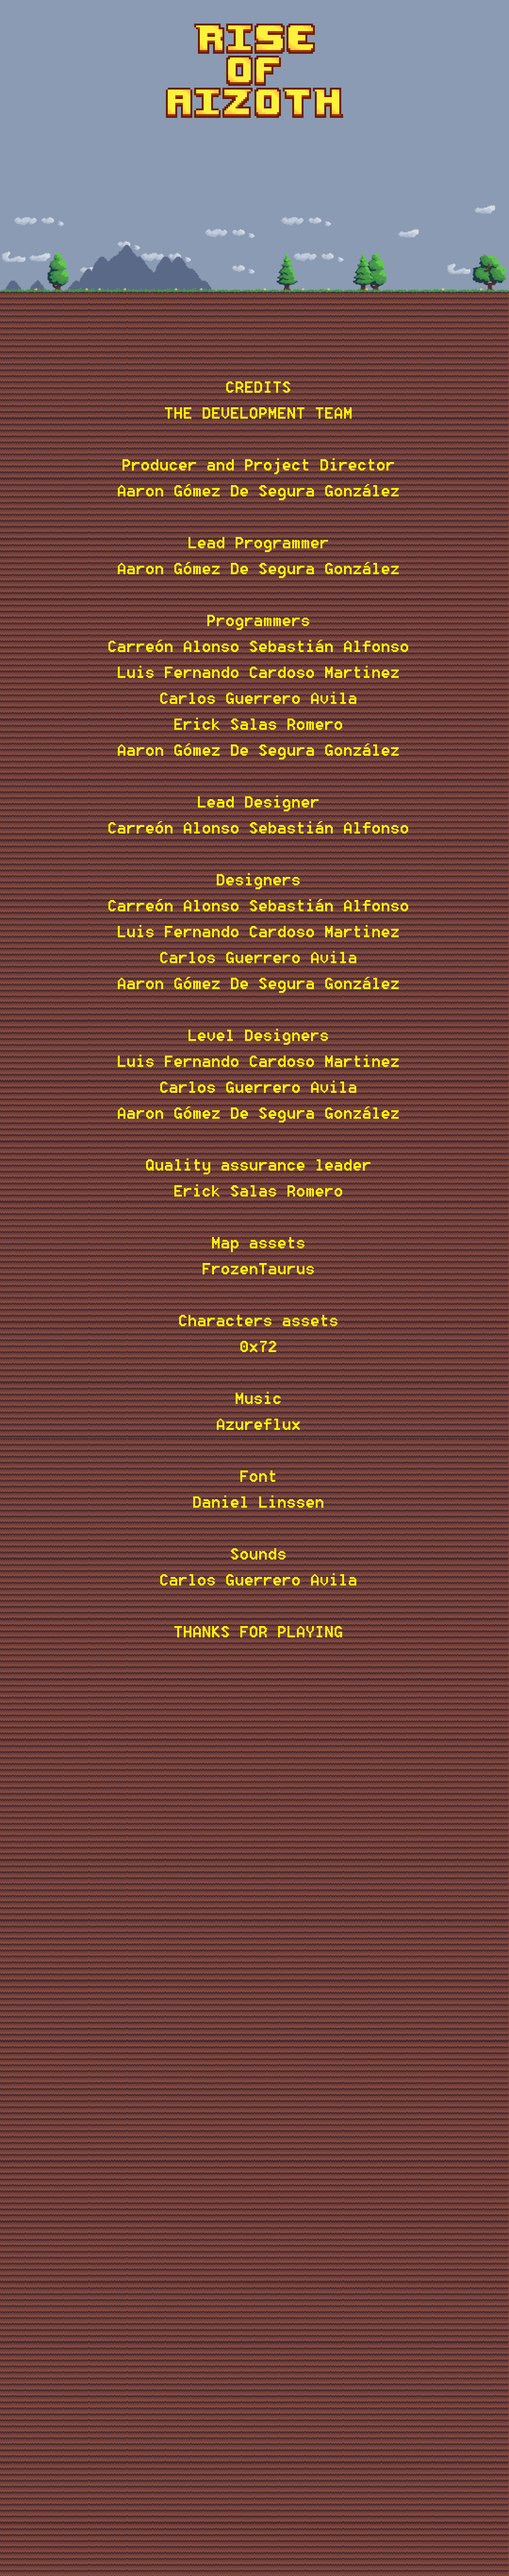 RISE
OF
AIZOTH
CREDITS
THE DEVELOPMENT TEAM
Producer and Project Director
Aaron Gómez De Segura González
Lead Programmer
Aaron Gómez De Segura González
Programmers
Carreón Alonso Sebastián Alfonso
Luis Fernando Cardoso Martinez
Carlos Guerrero Avila
Erick Salas Romero
Aaron Gómez De Segura González
Lead Designer
Carreón Alonso Sebastián Alfonso
Designers
Carreón Alonso Sebastián Alfonso
Luis Fernando Cardoso Martinez
Carlos Guerrero Avila
Aaron Gómez De Segura González
Level Designers
Luis Fernando Cardoso Martinez
Carlos Guerrero Avila
Aaron Gómez De Segura González
Quality assurance leader
Erick Salas Romero
Map assets
FrozenTaurus
Characters assets
0x72
Music
Azureflux
Font
Daniel Linssen
Sounds
Carlos Guerrero Avila
THANKS FOR PLAYING